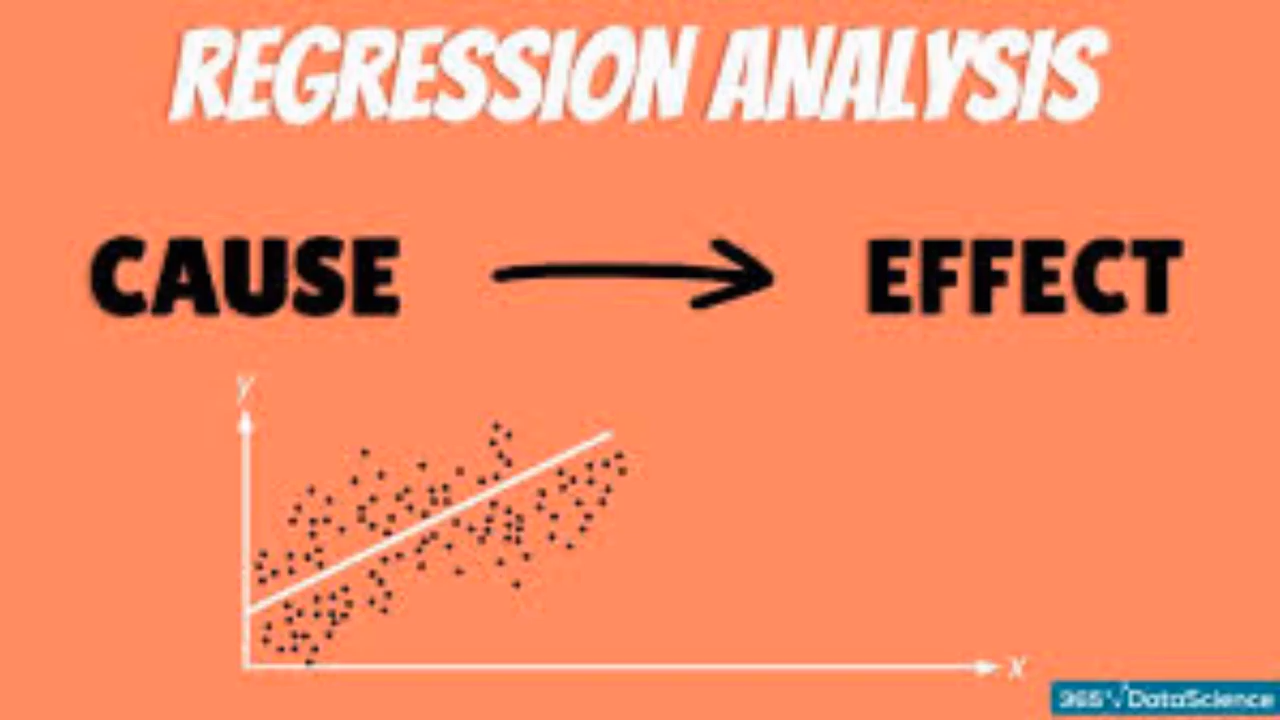 REGRESSION ANALYSIS
CAUSE EFFECT
y
x
365√DataScience